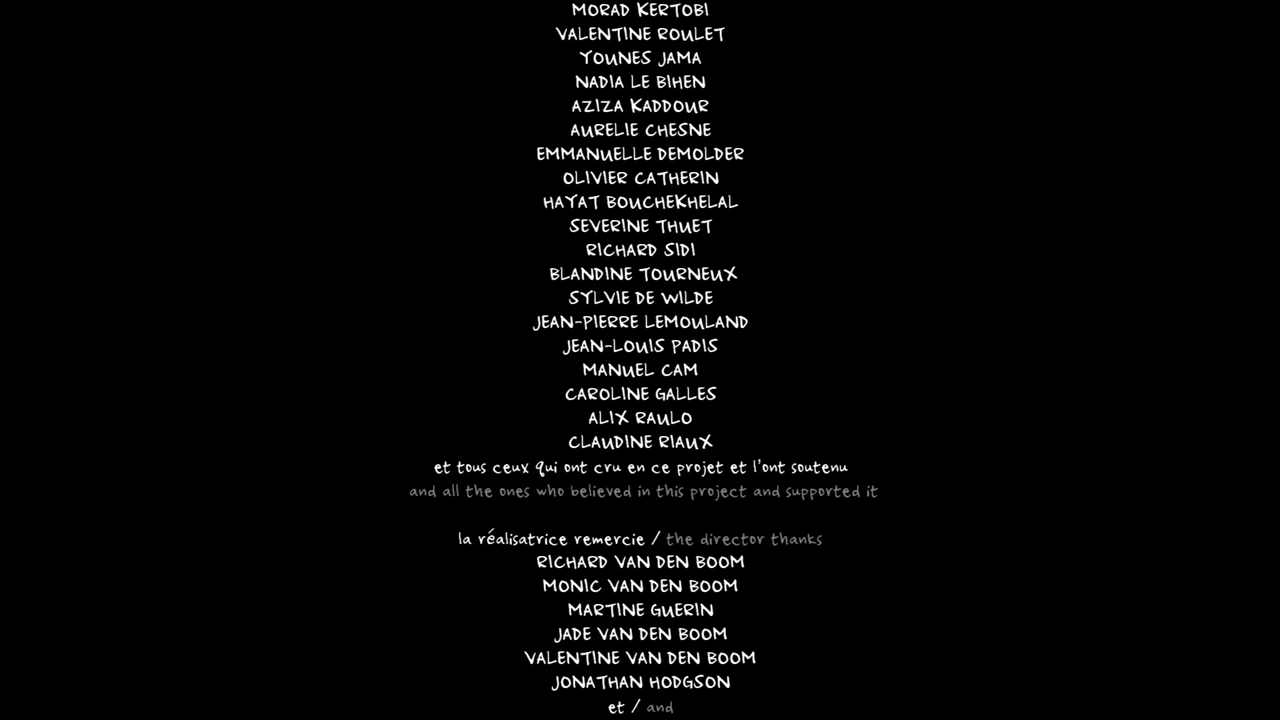 MORAD KERTOBI
VALENTINE ROULET
YOUNES JAMA
NADIA LE BIHEN
AZIZA KADDOUR
AURELIE CHESNE
EMMANUELLE DEMOLDER
OLIVIER CATHERIN
HAYAT BOUCHEKHELAL
SEVERINE THUET
RICHARD SIDI
BLANDINE TOURNEUX
SYLVIE DE WILDE
JEAN-PIERRE LEMOULAND
JEAN-LOUIS PADIS
MANUEL CAM
CAROLINE GALLES
ALIX RAULO
CLAUDINE RIAUX
et tous ceux qui ont cru en ce projet et l'ont soutenu
and all the ones who believed in this project and supported it
la réalisatrice remercie / the director thanks
RICHARD VAN DEN BOOM
MONIC VAN DEN BOOM
MARTINE GUERIN
JADE VAN DEN BOOM
VALENTINE VAN DEN BOOM
JONATHAN HODGSON
et / and